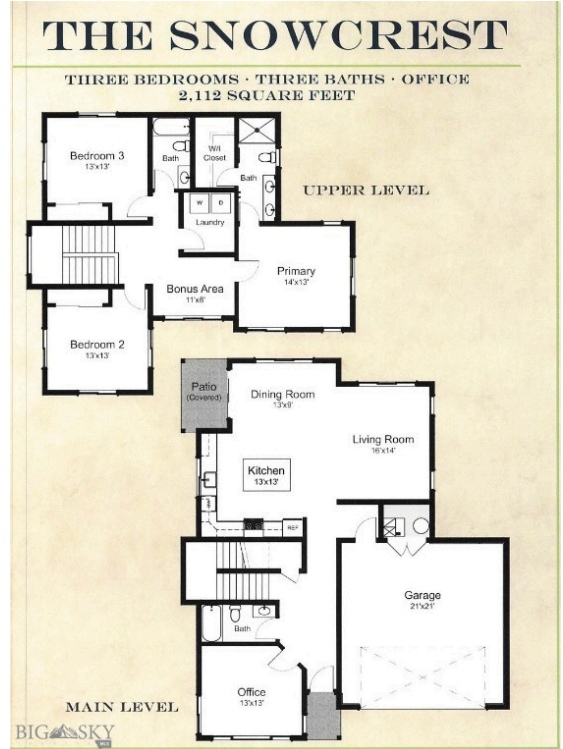 THE SNOWCREST
THREE BEDROOMS · THREE BATHS · OFFICE
2,112 SQUARE FEET
Bedroom 3
13'x13'
Bath
W/I
Closet
Bath
UPPER LEVEL
W D
Laundry
Primary
14'x13'
Bonus Area
11'x8'
Bedroom 2
13'x13'
Patio
(Covered)
Dining Room
13'x9'
Living Room
16'x14'
Kitchen
13'x13'
REF
Garage
21'x21'
Bath
Office
13'x13'
MAIN LEVEL
BIG SKY